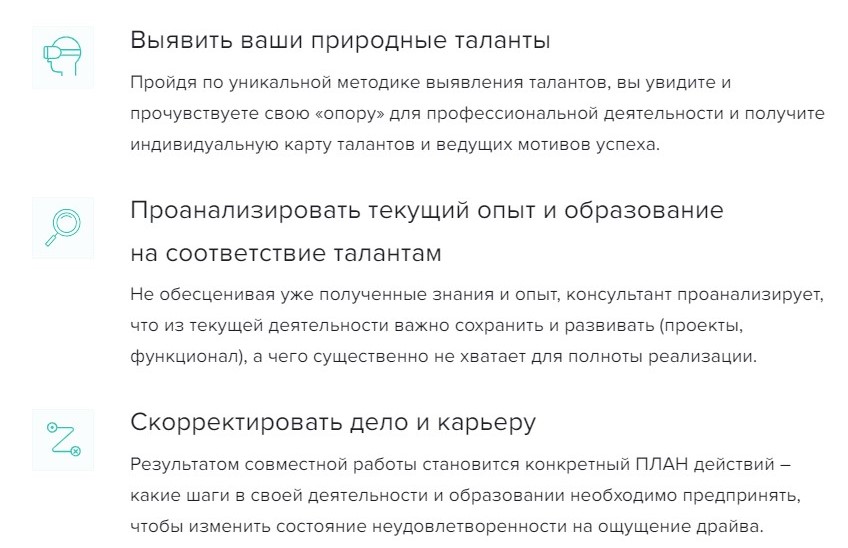 Выявить ваши природные таланты
Пройдя по уникальной методике выявления талантов, вы увидите и
прочувствуете свою «опору» для профессиональной деятельности и получите
индивидуальную карту талантов и ведущих мотивов успеха.
Проанализировать текущий опыт и образование
на соответствие талантам
Не обесценивая уже полученные знания и опыт, консультант проанализирует,
что из текущей деятельности важно сохранить и развивать (проекты,
функционал), а чего существенно не хватает для полноты реализации.
Скорректировать дело и карьеру
Результатом совместной работы становится конкретный ПЛАН действий –
какие шаги в своей деятельности и образовании необходимо предпринять,
чтобы изменить состояние неудовлетворенности на ощущение драйва.